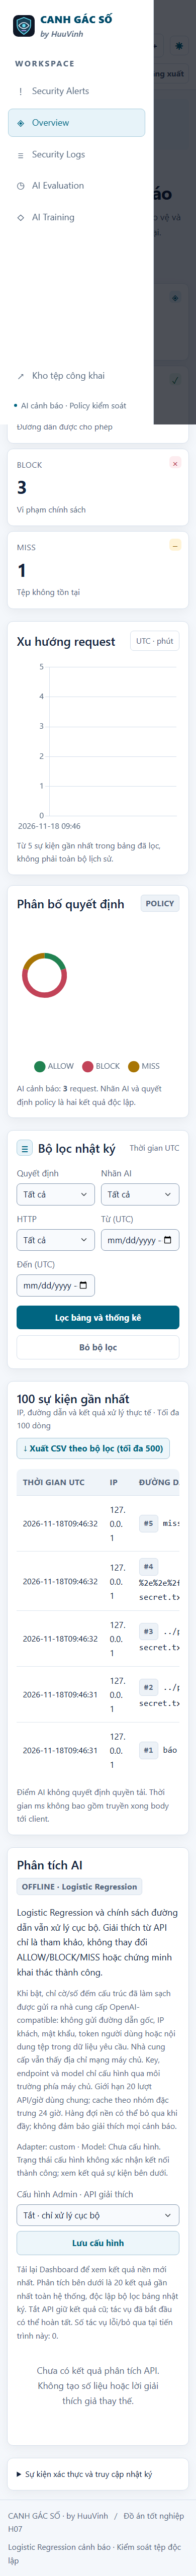 CANH GÁC SỐ
by HuuVinh
WORKSPACE
! Security Alerts
Overview
Security Logs
AI Evaluation
AI Training
Kho tệp công khai
AI cảnh báo · Policy kiểm soát
Đường dẫn được cho phép
BLOCK
3
Vi phạm chính sách
MISS
1
Tệp không tồn tại
Xu hướng request
UTC · phút
5
4
3
2
1
0
2026-11-18 09:46
Từ 5 sự kiện gần nhất trong bảng đã lọc,
không phải toàn bộ lịch sử.
Phân bố quyết định
POLICY
ALLOW BLOCK MISS
AI cảnh báo: 3 request. Nhãn AI và quyết
định policy là hai kết quả độc lập.
Bộ lọc nhật ký
Thời gian UTC
Quyết định Nhãn AI
Tất cả Tất cả
HTTP Từ (UTC)
Tất cả mm/dd/yyyy -
Đến (UTC)
mm/dd/yyyy -
Lọc bảng và thống kê
Bỏ bộ lọc
100 sự kiện gần nhất
IP, đường dẫn và kết quả xử lý thực tế · Tối đa
100 dòng
↓ Xuất CSV theo bộ lọc (tối đa 500)
THỜI GIAN UTC IP
2026-11-18T09:46:32 127.0.0.1 #5 miss
2026-11-18T09:46:32 127.0.0.1 #4
secret.tx
2026-11-18T09:46:32 127.0.0.1 #3
secret.tx
2026-11-18T09:46:31 127.0.0.1 #2
secret.tx
2026-11-18T09:46:31 127.0.0.1 #1 báo
Điểm AI không quyết định quyền tải. Thời
gian ms không bao gồm truyền xong body
tới client.
Phân tích AI
OFFLINE · Logistic Regression
Logistic Regression và chính sách đường
dẫn vẫn xử lý cục bộ. Giải thích từ API
chỉ là tham khảo, không thay đổi
ALLOW/BLOCK/MISS hoặc chứng minh
khai thác thành công.
Khi bật, chỉ cờ/số đếm cấu trúc đã làm sạch
được gửi ra nhà cung cấp OpenAI-
compatible: không gửi đường dẫn gốc, IP
khách, mật khẩu, token người dùng hoặc nội
dung tệp trong dữ liệu yêu cầu. Nhà cung
cấp vẫn thấy địa chỉ mạng máy chủ. Key,
endpoint và model chỉ cấu hình qua môi
trường phía máy chủ. Giới hạn 20 lượt
API/giờ dùng chung; cache theo nhóm đặc
trưng 24 giờ. Hàng đợi nền có thể bỏ qua khi
đầy; không đảm bảo giải thích mọi cảnh báo.
Adapter: custom · Model: Chưa cấu hình.
Trạng thái cấu hình không xác nhận kết nối
thành công; xem kết quả sự kiện bên dưới.
Cấu hình Admin · API giải thích
Tắt · chỉ xử lý cục bộ
Lưu cấu hình
Tải lại Dashboard để xem kết quả nền mới
nhất. Phân tích bên dưới là 20 kết quả gần
nhất toàn hệ thống, độc lập bộ lọc bảng nhật
ký. Tắt API giữ kết quả cũ; tác vụ đã bắt đầu
có thể hoàn tất. Số tác vụ lỗi/bỏ qua tại tiến
trình này: 0.
Chưa có kết quả phân tích API.
Không tạo số liệu hoặc lời giải
thích giả thay thế.
Sự kiện xác thực và truy cập nhật ký
CANH GÁC SỐ · by HuuVinh / Đồ án tốt nghiệp
H07
Logistic Regression cảnh báo · Kiểm soát tệp độc
lập